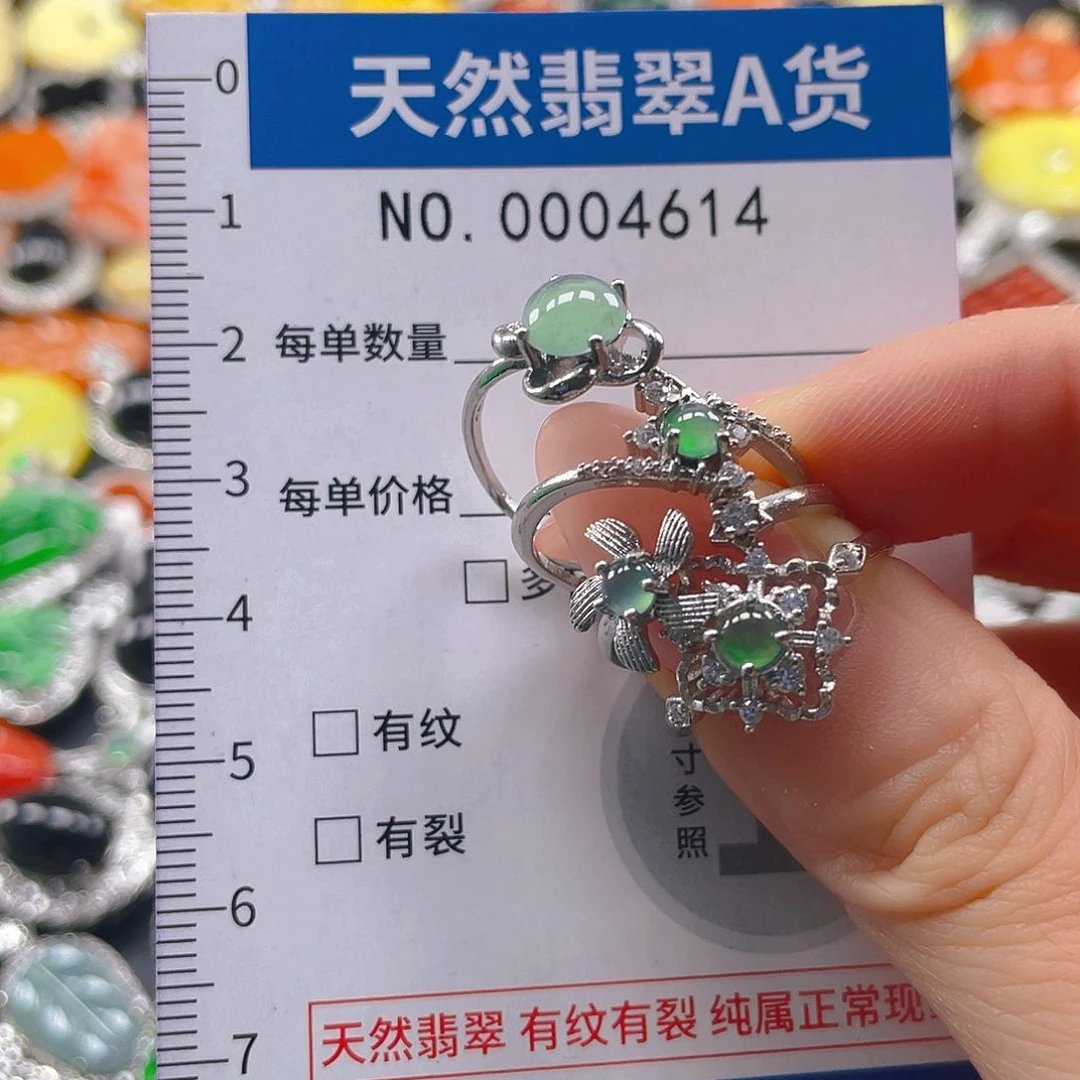 天然翡翠A货
NO. 0004614
0
1
2
3
4
5
6
7
每单数量
每单价格
多
有纹
有裂
寸
参
照
天然翡翠 有纹有裂 纯属正常现